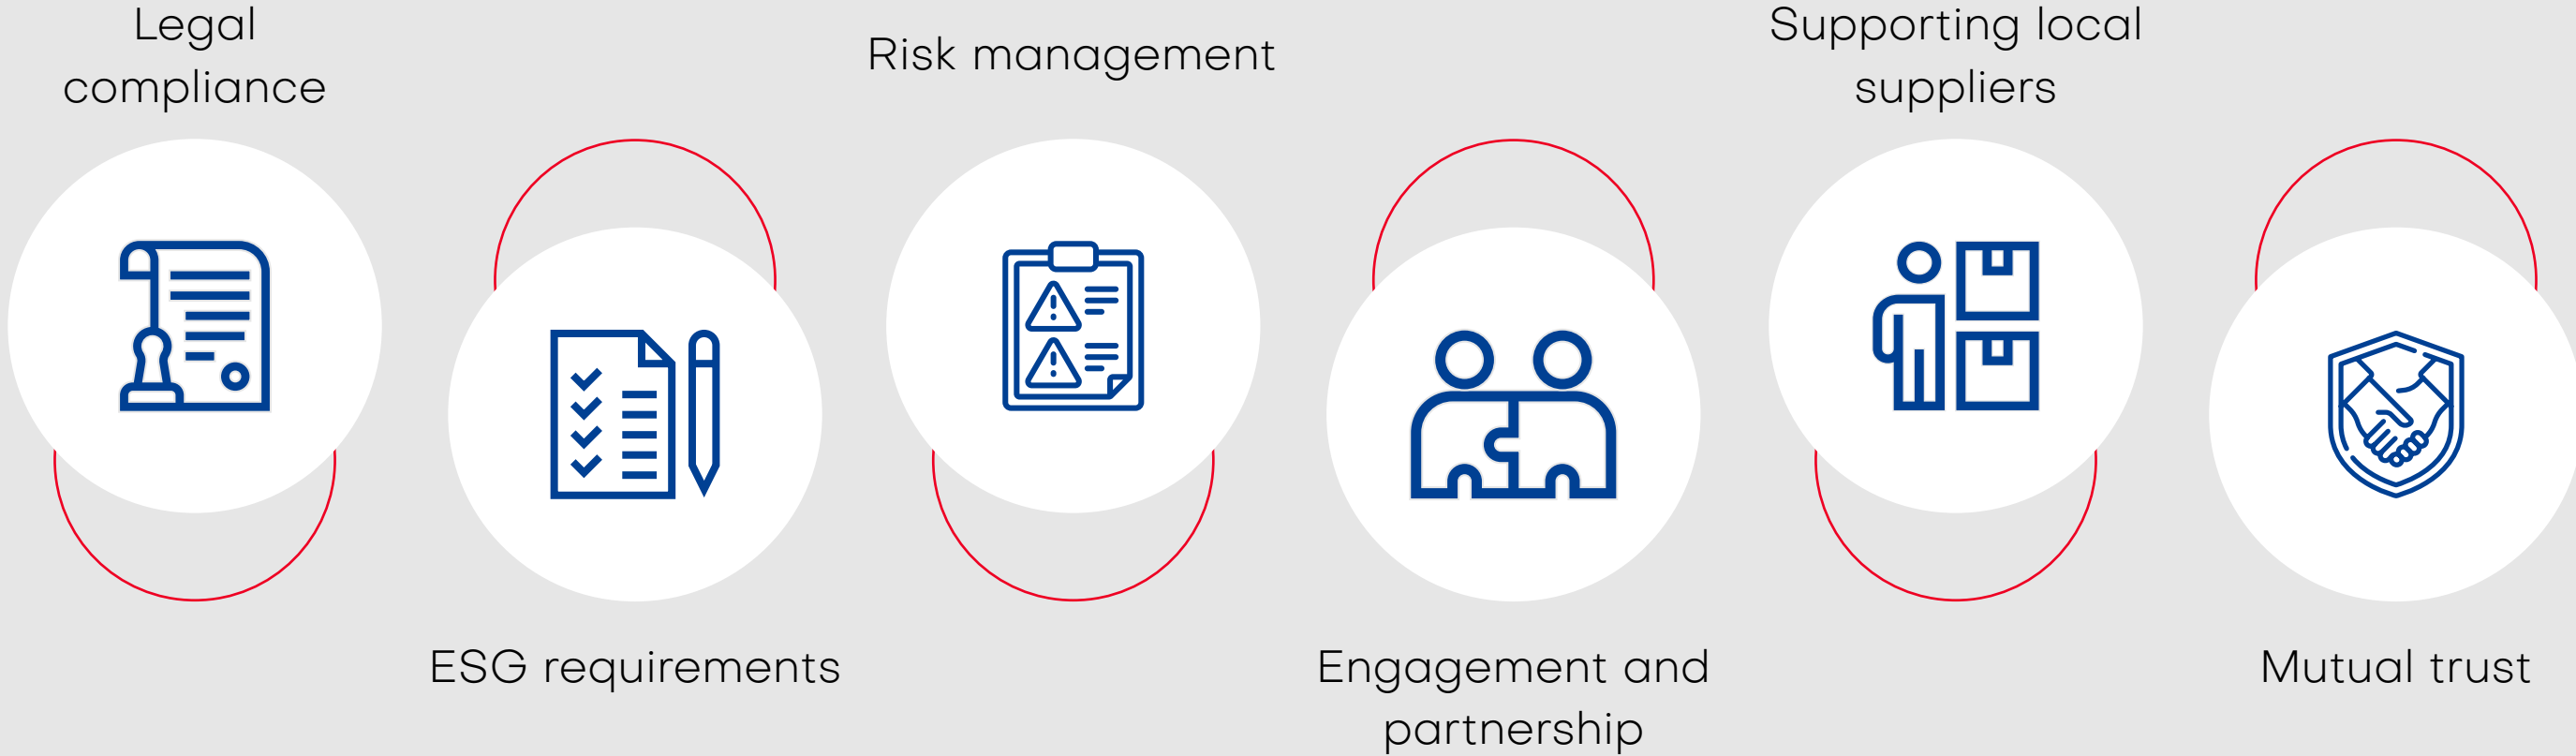 Legal
compliance
ESG requirements
Risk management
Engagement and
partnership
Supporting local
suppliers
Mutual trust